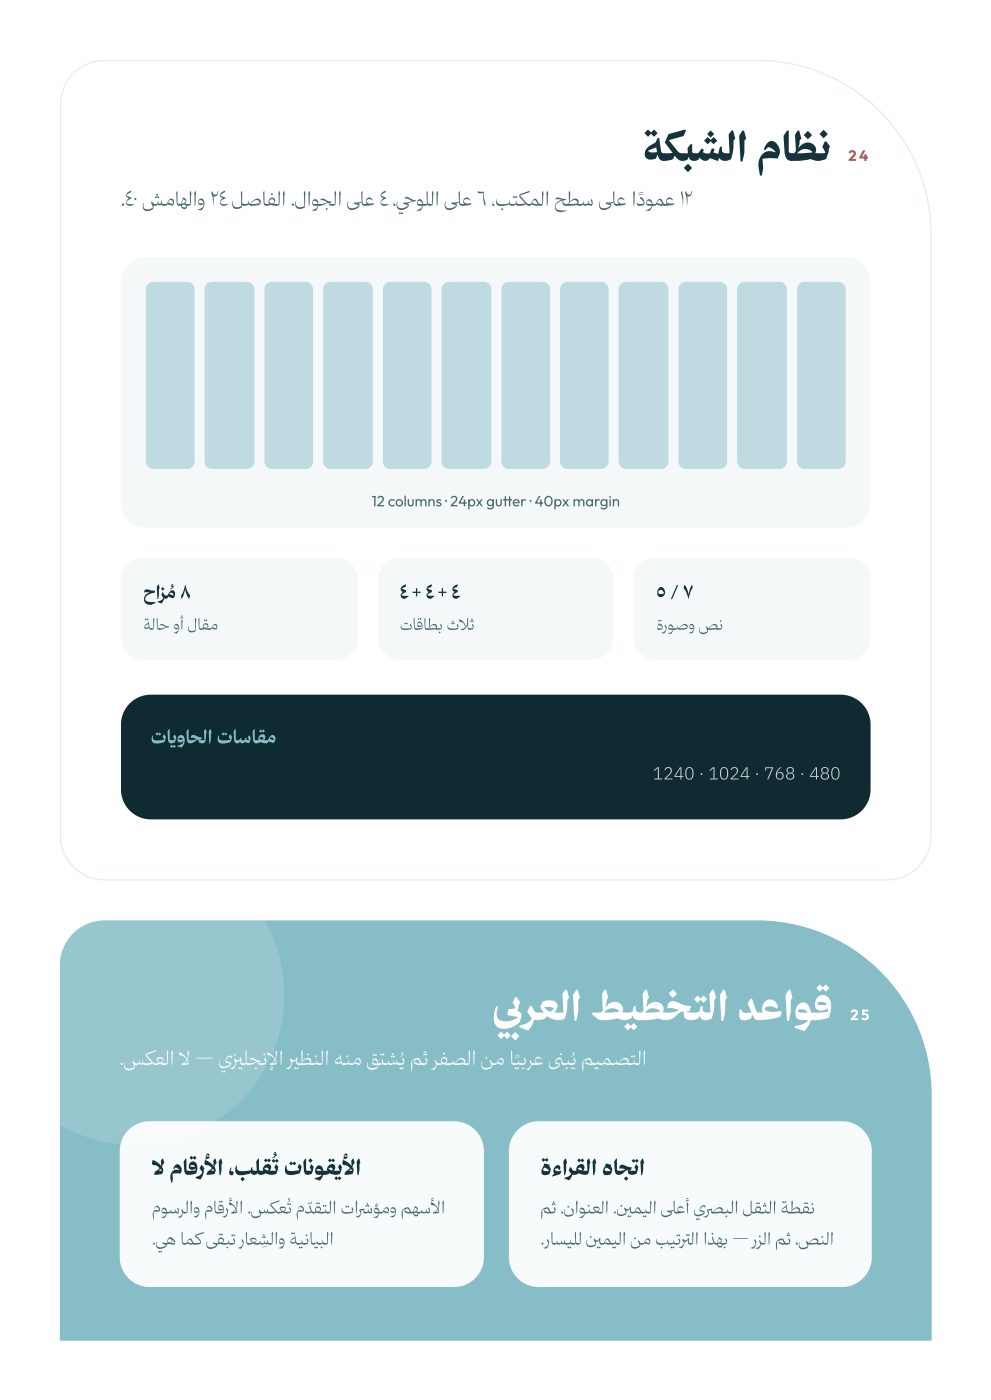 24 نظام الشبكة
١٢ عمودًا على سطح المكتب، ٦ على اللوحي، ٤ على الجوال. الفاصل ٢٤ والهامش ٤٠.
12 columns · 24px gutter · 40px margin
٧ / ٥
نص وصورة
٤ + ٤ + ٤
ثلاث بطاقات
٨ مُزاح
مقال أو حالة
مقاسات الحاويات
1240 · 1024 · 768 · 480
25 قواعد التخطيط العربي
التصميم يُبنى عربيًا من الصفر ثم يُشتق منه النظير الإنجليزي — لا العكس.
اتجاه القراءة
نقطة الثقل البصري أعلى اليمين. العنوان، ثم
النص، ثم الزر — بهذا الترتيب من اليمين لليسار.
الأيقونات تُقلب، الأرقام لا
الأسهم ومؤشرات التقدّم تُعكس. الأرقام والرسوم
البيانية والشِعار تبقى كما هي.